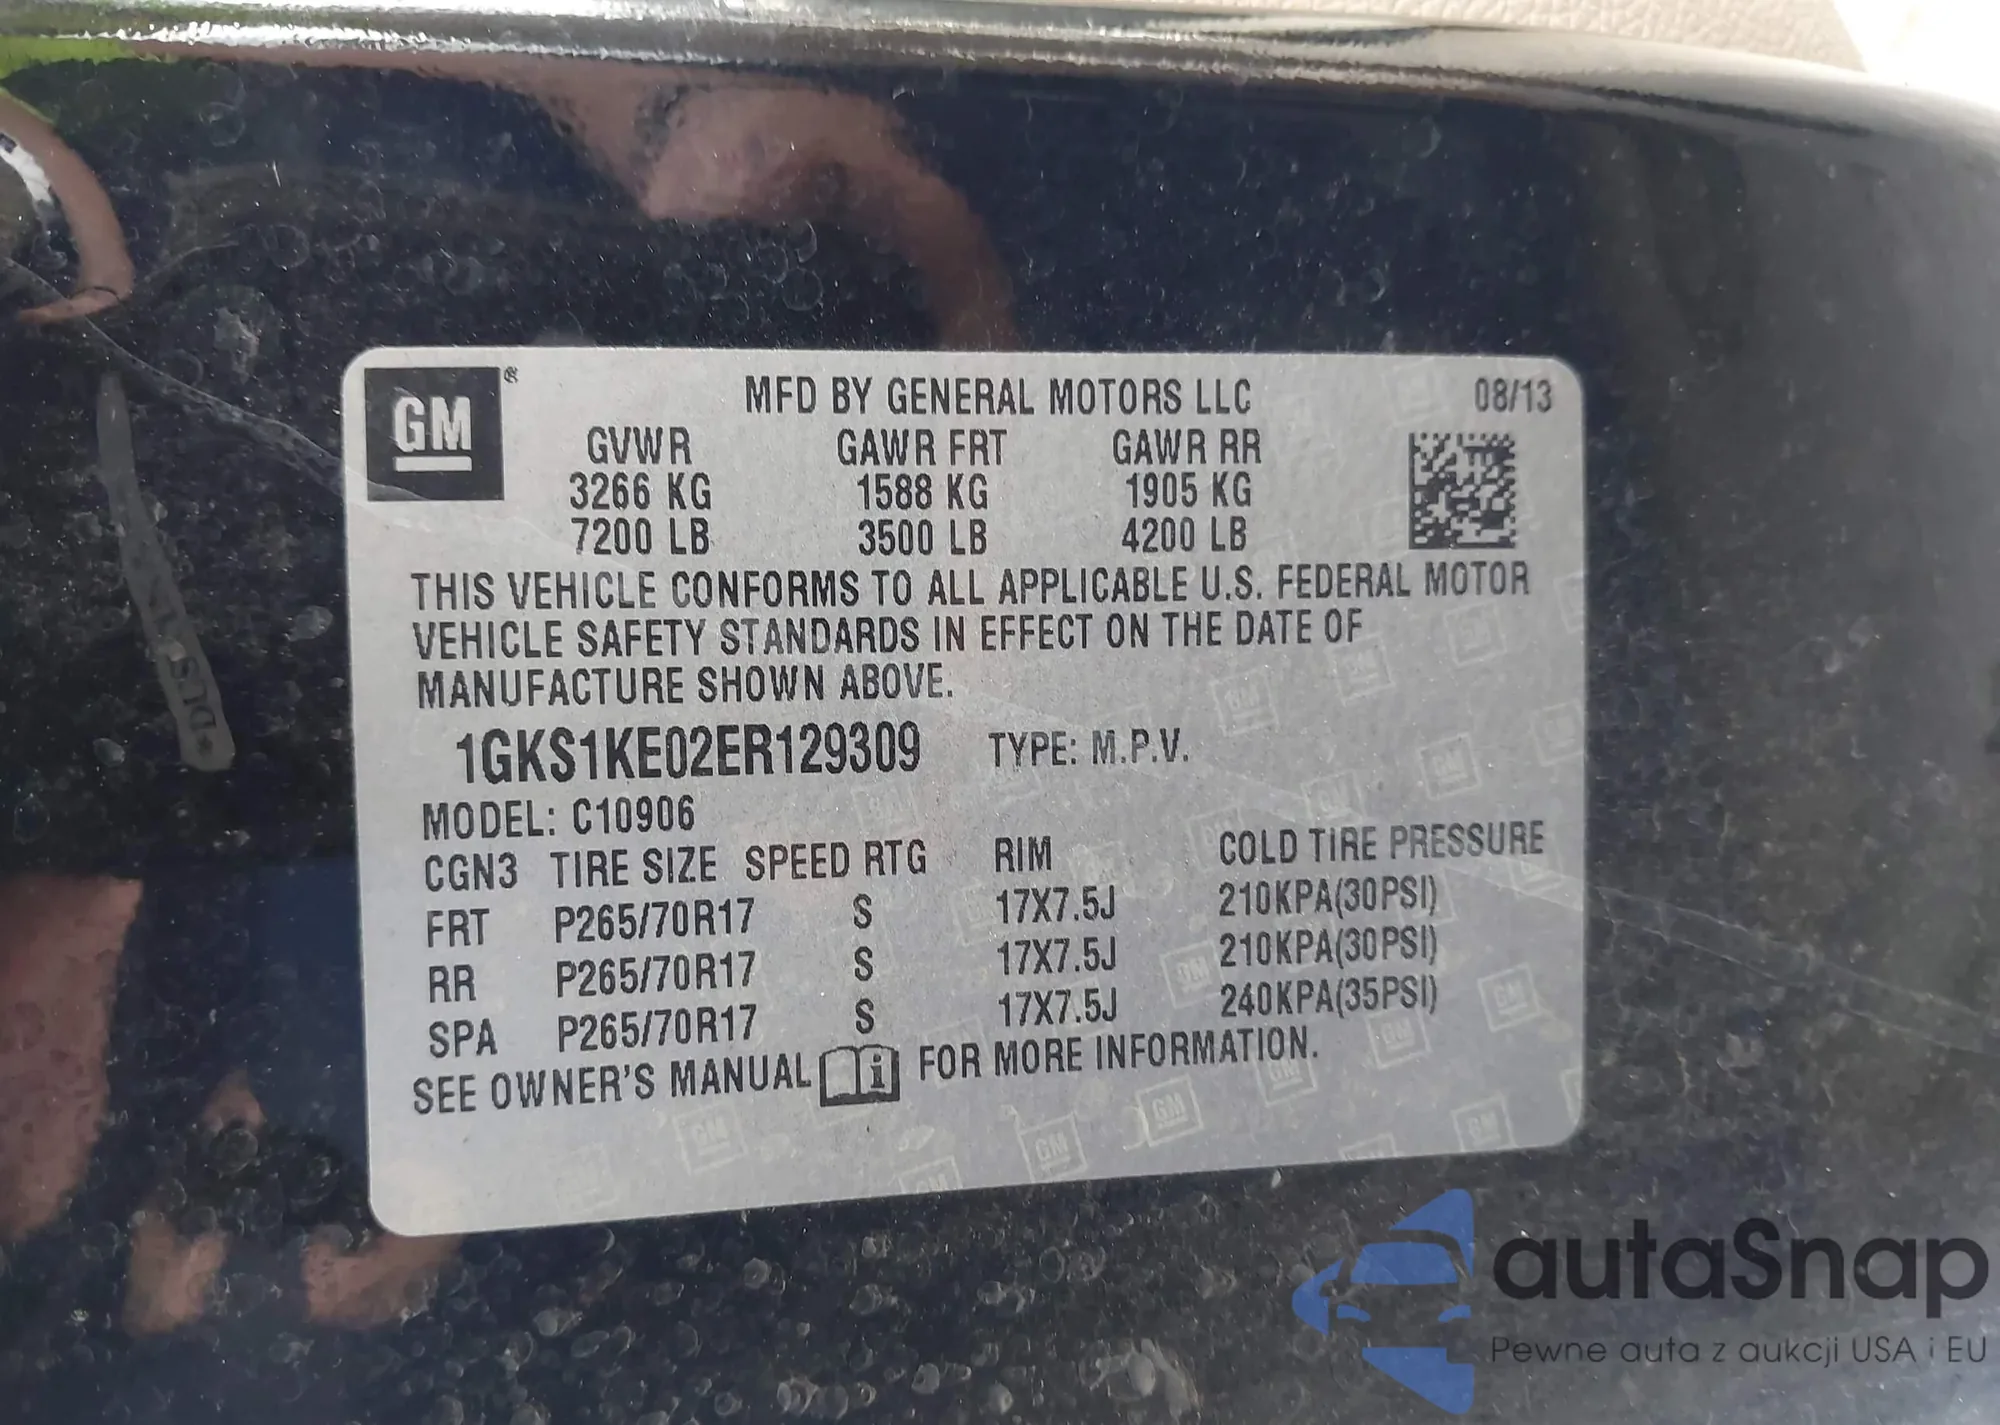 GM ®
MFD BY GENERAL MOTORS LLC 08/13
GVWR GAWR FRT GAWR RR
3266 KG 1588 KG 1905 KG
7200 LB 3500 LB 4200 LB
THIS VEHICLE CONFORMS TO ALL APPLICABLE U.S. FEDERAL MOTOR
VEHICLE SAFETY STANDARDS IN EFFECT ON THE DATE OF
MANUFACTURE SHOWN ABOVE.
1GKS1KE02ER129309 TYPE: M.P.V.
MODEL: C10906
CGN3 TIRE SIZE SPEED RTG RIM COLD TIRE PRESSURE
FRT P265/70R17 S 17X7.5J 210KPA(30PSI)
RR P265/70R17 S 17X7.5J 210KPA(30PSI)
SPA P265/70R17 S 17X7.5J 240KPA(35PSI)
SEE OWNER'S MANUAL i FOR MORE INFORMATION.
autaSnap
Pewne auta z aukcji USA i EU